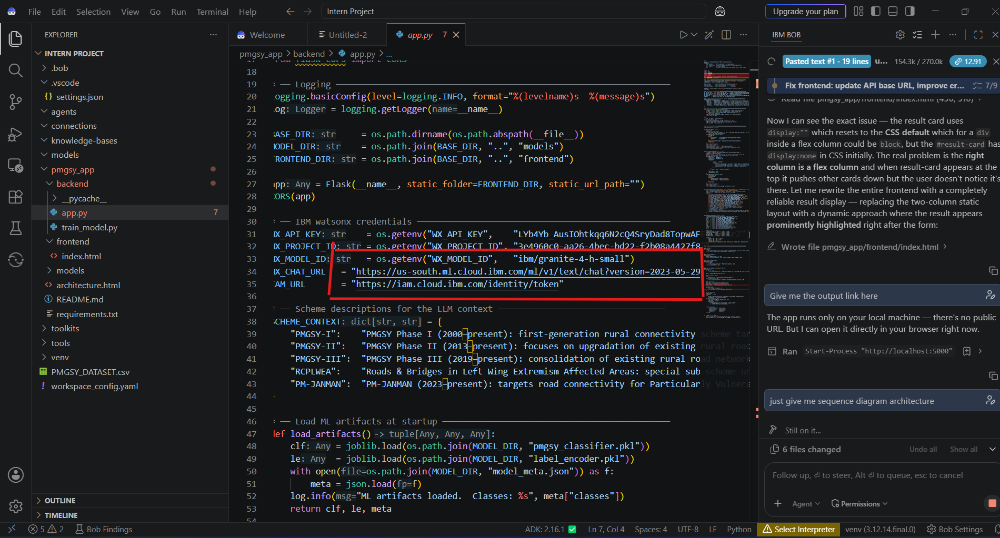 File Edit Selection View Go Run Terminal Help
Intern Project
Upgrade your plan
EXPLORER
INTERN PROJECT
.bob
.vscode
settings.json
agents
connections
knowledge-bases
models
pmgsy_app
backend
__pycache__
app.py 7
train_model.py
frontend
index.html
models
architecture.html
README.md
requirements.txt
toolkits
tools
venv
PMGSY_DATASET.csv
workspace_config.yaml
OUTLINE
TIMELINE
Welcome
Untitled-2
app.py 7
pmgsy_app > backend > app.py > ...
18
19 — Logging
20 ogging.basicConfig(level=logging.INFO, format="%(levelname)s  %(message)s")
21 og: Logger = logging.getLogger(name=__name__)
22
23 ASE_DIR: str = os.path.dirname(os.path.abspath(__file__))
24 ODEL_DIR: str = os.path.join(BASE_DIR, "..", "models")
25 RONTEND_DIR: str = os.path.join(BASE_DIR, "..", "frontend")
26
27 pp: Any = Flask(__name__, static_folder=FRONTEND_DIR, static_url_path="")
28 ORS(app)
29
30 — IBM watsonx credentials
31 X_API_KEY: str = os.getenv("WX_API_KEY",
32 X_PROJECT_ID: str = os.getenv("WX_PROJECT_ID", "3e4960c0-aa26-4bec-bd22-f2b08a4427f8
33 X_MODEL_ID: str = os.getenv("WX_MODEL_ID", "ibm/granite-4-h-small")
34 X_CHAT_URL = "https://us-south.ml.cloud.ibm.com/ml/v1/text/chat?version=2023-05-29
35 AM_URL = "https://iam.cloud.ibm.com/identity/token"
36
37 — Scheme descriptions for the LLM context
38 CHEME_CONTEXT: dict[str, str] = {
39 "PMGSY-I": "PMGSY Phase I (2000–present): first-generation rural connectivity scheme tar
40 "PMGSY-II": "PMGSY Phase II (2013–present): focuses on upgradation of existing rural road
41 "PMGSY-III": "PMGSY Phase III (2019–present): consolidation of existing rural road network
42 "RCPLWEA": "Roads & Bridges in Left Wing Extremism Affected Areas: special sub-scheme un
43 "PM-JANMAN": "PM-JANMAN (2023–present): targets road connectivity for Particularly Vulnera
44
45
46 — Load ML artifacts at startup
47 ef load_artifacts() -> tuple[Any, Any, Any]:
48 clf: Any = joblib.load(os.path.join(MODEL_DIR, "pmgsy_classifier.pkl"))
49 le: Any = joblib.load(os.path.join(MODEL_DIR, "label_encoder.pkl"))
50 with open(file=os.path.join(MODEL_DIR, "model_meta.json")) as f:
51 meta = json.load(fp=f)
52 log.info(msg="ML artifacts loaded.  Classes: %s", meta["classes"])
53 return clf, le, meta
54
IBM BOB
Pasted text #1 - 19 lines u... 154.3k / 270.0k 12.91
Fix frontend: update API base URL, improve er... 7/9
Read file pmgsy_app/frontend/index.html (430, 510)
Now I can see the exact issue — the result card uses
display:"" which resets to the CSS default which for a div
inside a flex column could be block, but the #result-card has
display:none in CSS initially. The real problem is the right
column is a flex column and when result-card appears at the
top it pushes other cards down but the user doesn't notice it's
there. Let me rewrite the entire frontend with a completely
reliable result display — replacing the two-column static
layout with a dynamic approach where the result appears
prominently highlighted right after the form:
Wrote file pmgsy_app/frontend/index.html
Give me the output link here
The app runs only on your local machine — there's no public
URL. But I can open it directly in your browser right now.
Ran Start-Process "http://localhost:5000"
just give me sequence diagram architecture
Still on it...
6 files changed Undo all Show all
Follow up, ⏎ to steer, Alt ⏎ to queue, esc to cancel
Agent Permissions
5 2 Bob Findings
ADK: 2.16.1 Ln 7, Col 4 Spaces: 4 UTF-8 LF Python Select Interpreter venv (3.12.14.final.0) Bob Settings